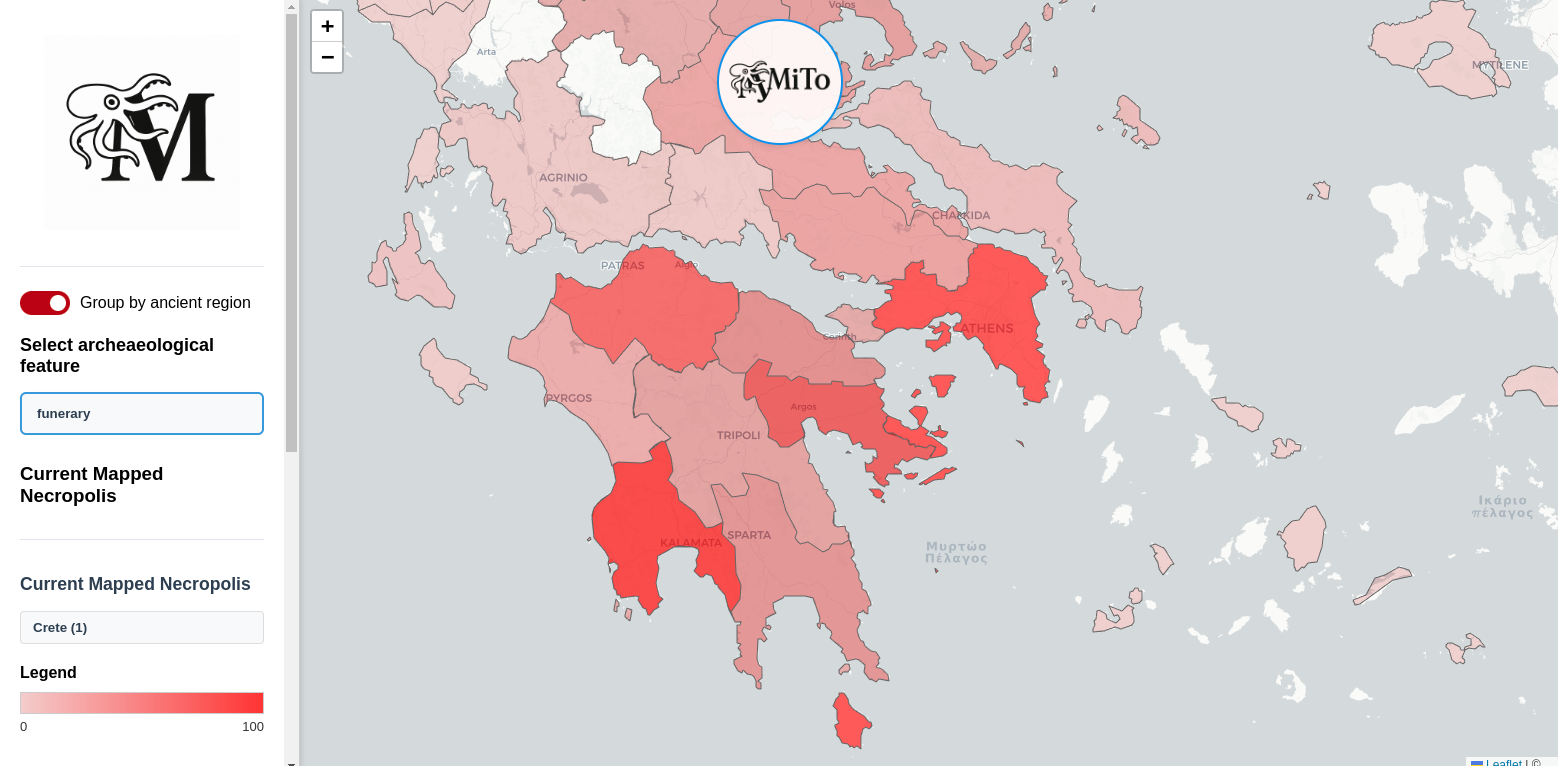 M
Group by ancient region
Select archeaeological
feature
funerary
Current Mapped
Necropolis
Current Mapped Necropolis
Crete (1)
Legend
0 100
+
−
Volos
Arta
MyMiTo
MYTILENE
AGRINIO
CHALKIDA
PATRAS
Aigio
Corinth
ATHENS
PYRGOS
Argos
TRIPOLI
KALAMATA
SPARTA
Μυρτώο
Πέλαγος
Ικάριο
πέλαγος
Leaflet | ©